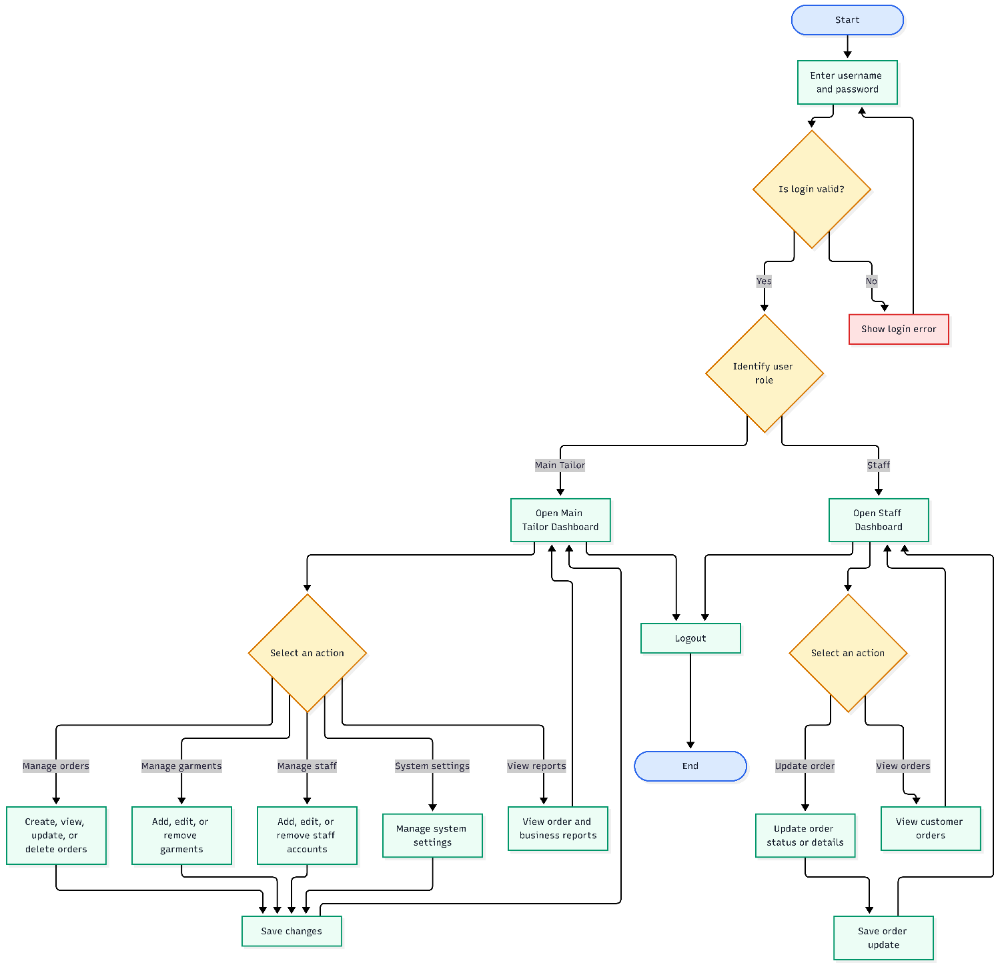 Start
Enter username
and password
Is login valid?
Yes
No
Show login error
Identify user
role
Main Tailor
Staff
Open Main
Tailor Dashboard
Open Staff
Dashboard
Select an action
Logout
Select an action
Manage orders
Manage garments
Manage staff
System settings
View reports
End
Update order
View orders
Create, view,
update, or
delete orders
Add, edit, or
remove
garments
Add, edit, or
remove staff
accounts
Manage system
settings
View order and
business reports
Update order
status or details
View customer
orders
Save changes
Save order
update